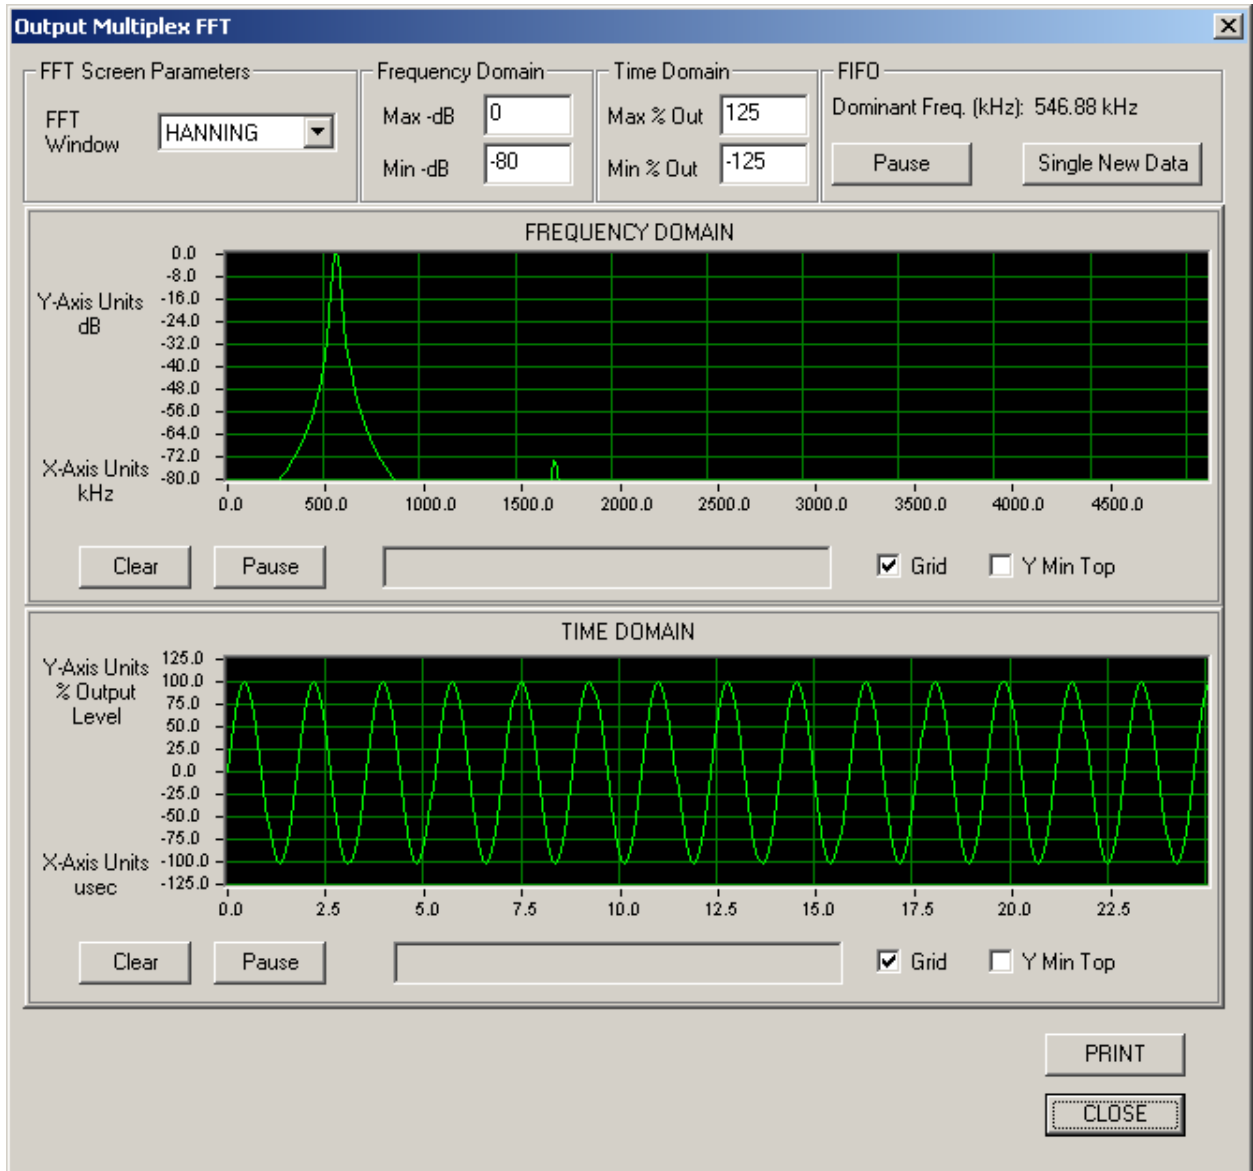 Output Multiplex FFT
FFT Screen Parameters
FFT
Window
HANNING
Frequency Domain
Max -dB
0
Min -dB
-80
Time Domain
Max % Out
125
Min % Out
-125
FIFO
Dominant Freq. (kHz): 546.88 kHz
Pause
Single New Data
FREQUENCY DOMAIN
Y-Axis Units
dB
X-Axis Units
kHz
0.0
-8.0
-16.0
-24.0
-32.0
-40.0
-48.0
-56.0
-64.0
-72.0
-80.0
0.0 500.0 1000.0 1500.0 2000.0 2500.0 3000.0 3500.0 4000.0 4500.0
Clear
Pause
Grid
Y Min Top
TIME DOMAIN
Y-Axis Units
% Output
Level
X-Axis Units
usec
125.0
100.0
75.0
50.0
25.0
0.0
-25.0
-50.0
-75.0
-100.0
-125.0
0.0 2.5 5.0 7.5 10.0 12.5 15.0 17.5 20.0 22.5
Clear
Pause
Grid
Y Min Top
PRINT
CLOSE